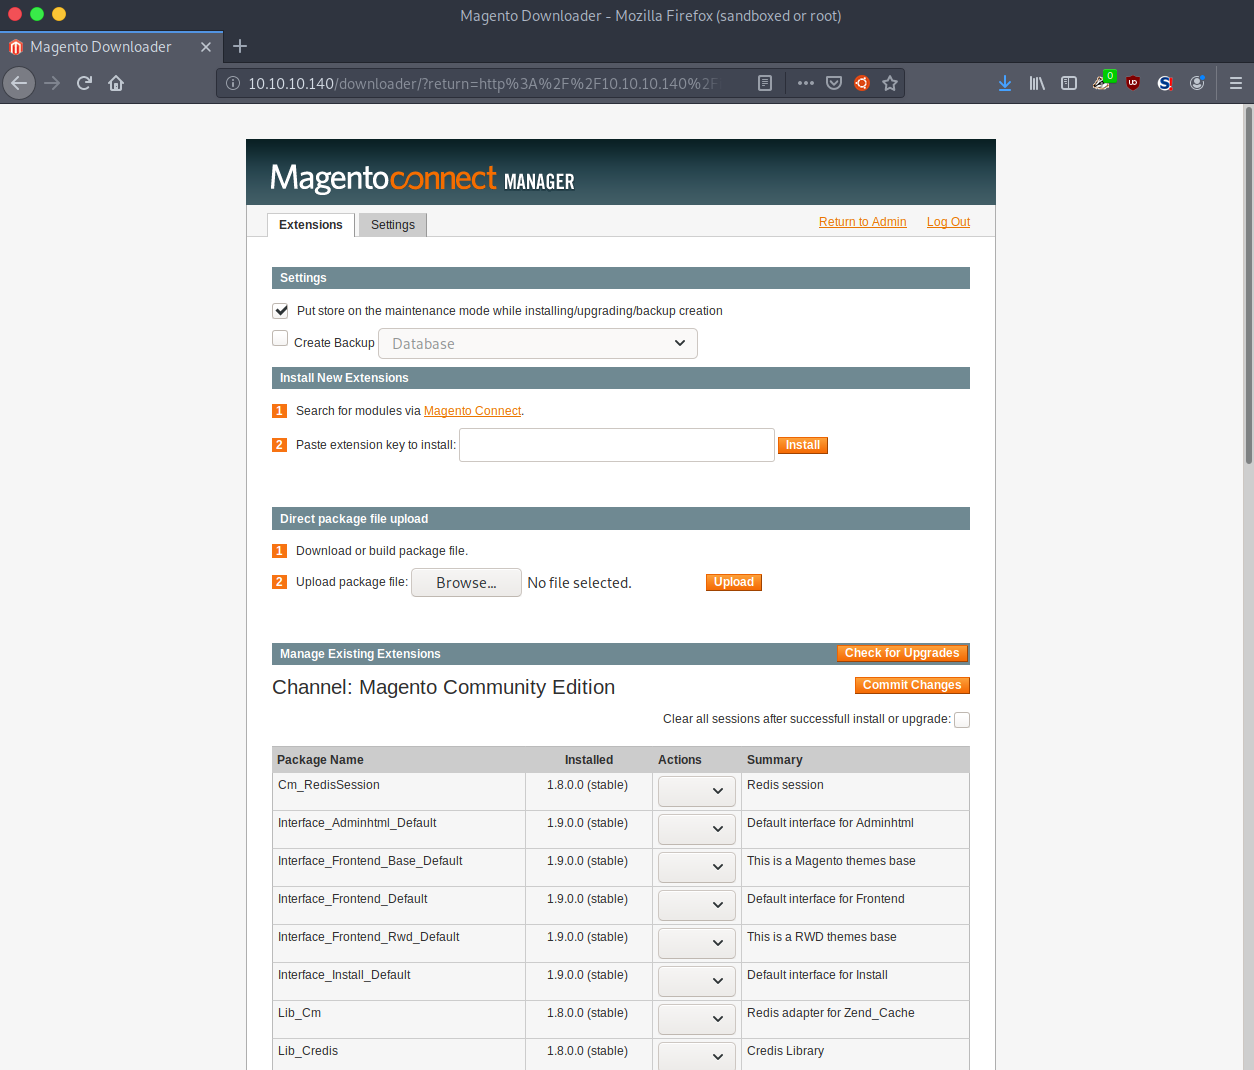 Magento Downloader - Mozilla Firefox (sandboxed or root)
Magento Downloader
10.10.10.140/downloader/?return=http%3A%2F%2F10.10.10.140%2F
0
Magentoconnect MANAGER
Extensions
Settings
Return to Admin
Log Out
Settings
Put store on the maintenance mode while installing/upgrading/backup creation
Create Backup
Database
Install New Extensions
1 Search for modules via Magento Connect.
2 Paste extension key to install:
Install
Direct package file upload
1 Download or build package file.
2 Upload package file:
Browse...
No file selected.
Upload
Manage Existing Extensions
Check for Upgrades
Channel: Magento Community Edition
Commit Changes
Clear all sessions after successfull install or upgrade:
Package Name Installed Actions Summary
Cm_RedisSession 1.8.0.0 (stable) Redis session
Interface_Adminhtml_Default 1.9.0.0 (stable) Default interface for Adminhtml
Interface_Frontend_Base_Default 1.9.0.0 (stable) This is a Magento themes base
Interface_Frontend_Default 1.9.0.0 (stable) Default interface for Frontend
Interface_Frontend_Rwd_Default 1.9.0.0 (stable) This is a RWD themes base
Interface_Install_Default 1.9.0.0 (stable) Default interface for Install
Lib_Cm 1.8.0.0 (stable) Redis adapter for Zend_Cache
Lib_Credis 1.8.0.0 (stable) Credis Library